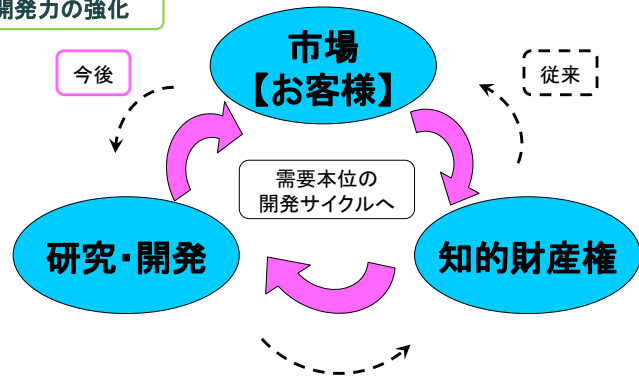 開発力の強化
市場
【お客様】
今後
従来
需要本位の
開発サイクルへ
研究・開発
知的財産権